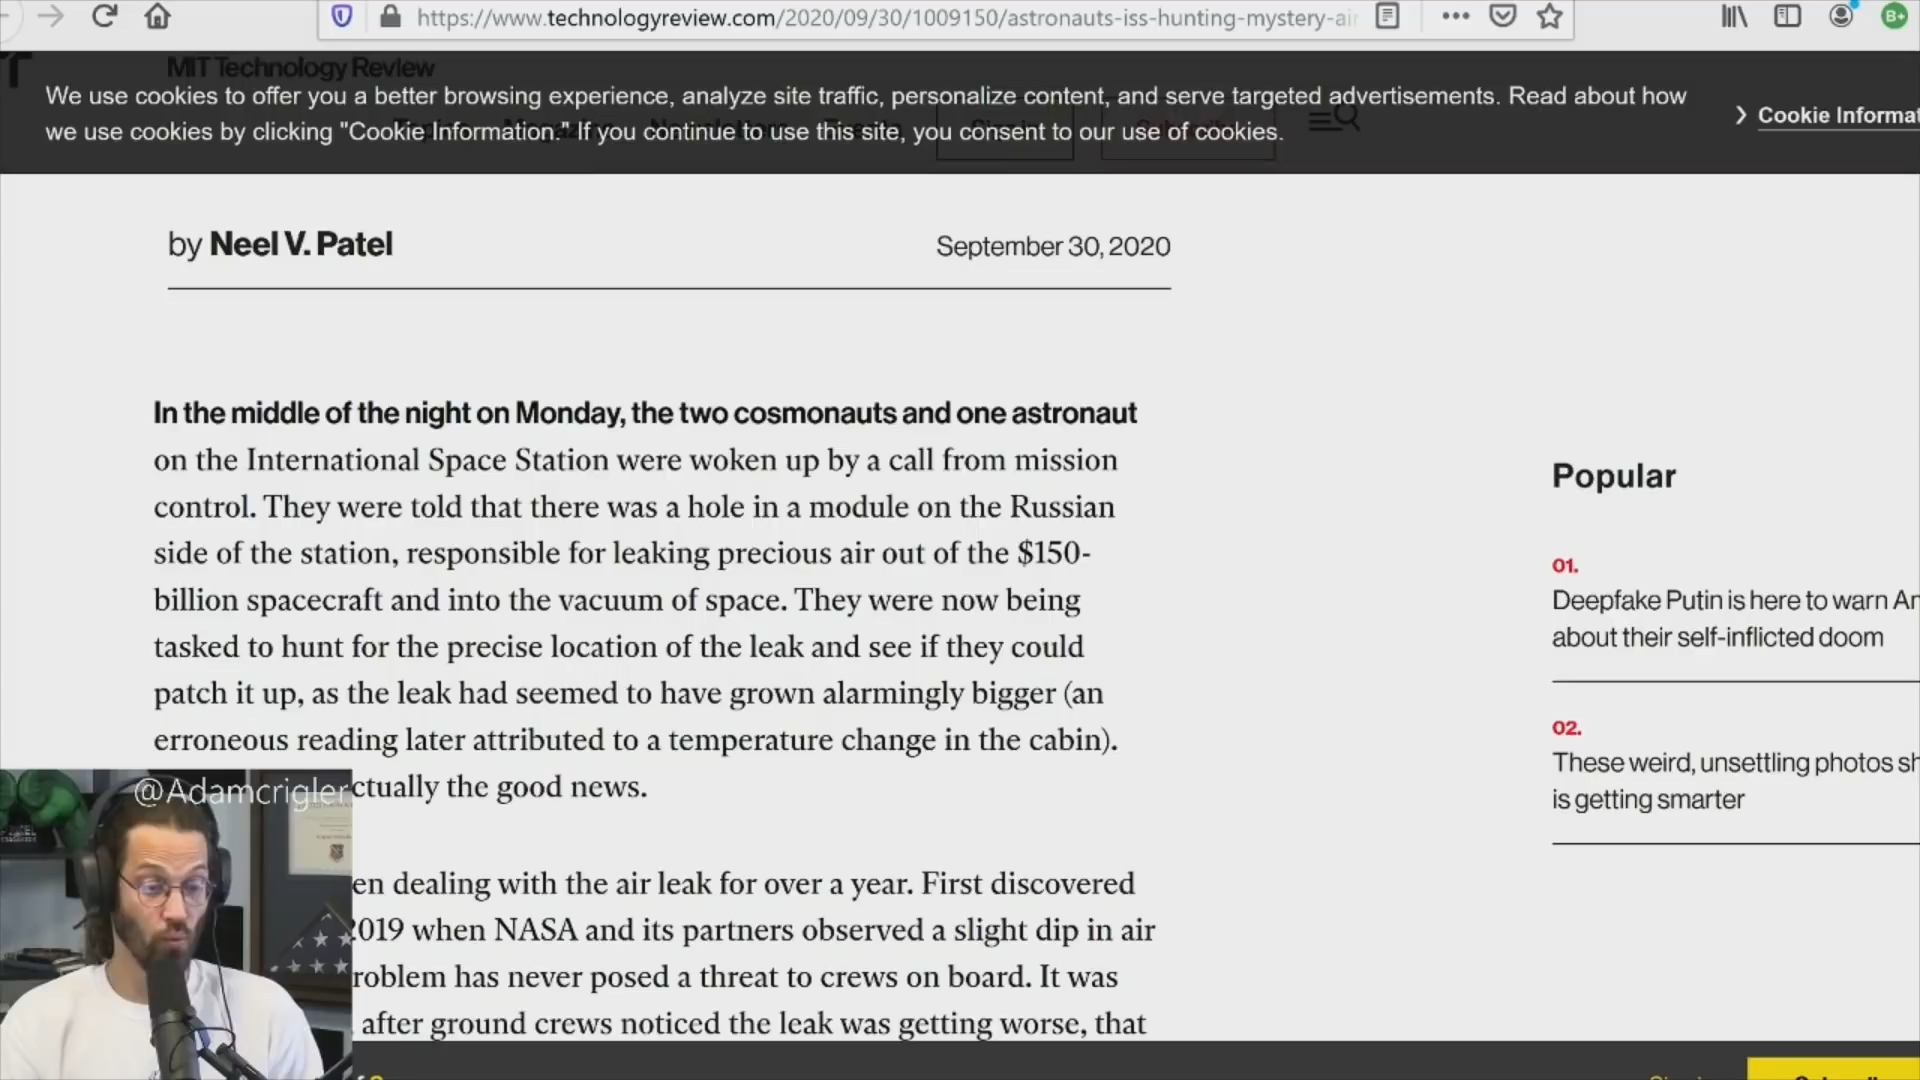 https://www.technologyreview.com/2020/09/30/1009150/astronauts-iss-hunting-mystery-air
B+
MIT Technology Review
We use cookies to offer you a better browsing experience, analyze site traffic, personalize content, and serve targeted advertisements. Read about how
we use cookies by clicking "Cookie Information." If you continue to use this site, you consent to our use of cookies.
Cookie Informat
by Neel V. Patel
September 30, 2020
In the middle of the night on Monday, the two cosmonauts and one astronaut
on the International Space Station were woken up by a call from mission
control. They were told that there was a hole in a module on the Russian
side of the station, responsible for leaking precious air out of the $150-
billion spacecraft and into the vacuum of space. They were now being
tasked to hunt for the precise location of the leak and see if they could
patch it up, as the leak had seemed to have grown alarmingly bigger (an
erroneous reading later attributed to a temperature change in the cabin).
ctually the good news.
en dealing with the air leak for over a year. First discovered
2019 when NASA and its partners observed a slight dip in air
roblem has never posed a threat to crews on board. It was
after ground crews noticed the leak was getting worse, that
Popular
01.
Deepfake Putin is here to warn Am
about their self-inflicted doom
02.
These weird, unsettling photos sh
is getting smarter
@Adamcrigler